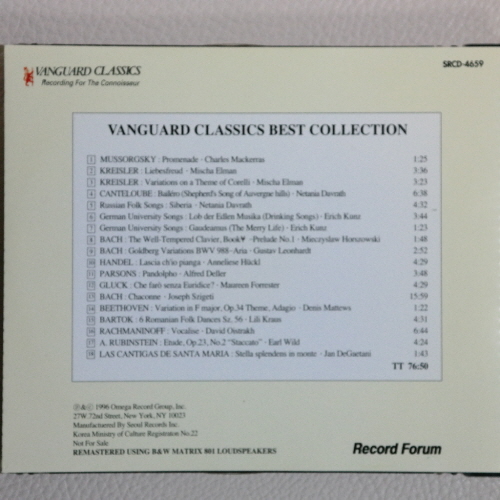 VANGUARD CLASSICS
Recording For The Connoisseur
SRCD-4659
VANGUARD CLASSICS BEST COLLECTION
1 MUSSORGSKY : Promenade - Charles Mackerras 1:25
2 KREISLER : Liebesfreud - Mischa Elman 3:36
3 KREISLER : Variations on a Theme of Corelli - Mischa Elman 3:23
4 CANTELOUBE : Baïléro (Shepherd's Song of Auvergne hills) - Netania Davrath 6:38
5 Russian Folk Songs : Siberia - Netania Davrath 4:32
6 German University Songs : Lob der Edlen Musika (Drinking Songs) - Erich Kunz 3:44
7 German University Songs : Gaudeamus (The Merry Life) - Erich Kunz 1:23
8 BACH : The Well-Tempered Clavier, Book - Prelude No.1 - Mieczyslaw Horszowski 1:48
9 BACH : Goldberg Variations BWV 988-Aria - Gustav Leonhardt 2:52
10 HANDEL : Lascia ch'io pianga - Anneliese Hückl 4:29
11 PARSONS : Pandolpho - Alfred Deller 3:48
12 GLUCK : Che farò senza Euridice? - Maureen Forrester 4:29
13 BACH : Chaconne - Joseph Szigeti 15:59
14 BEETHOVEN : Variation in F major, Op.34 Theme, Adagio - Denis Mattews 1:22
15 BARTOK : 6 Romanian Folk Dances Sz. 56 - Lili Kraus 4:31
16 RACHMANINOFF : Vocalise - David Oistrakh 6:44
17 A. RUBINSTEIN : Etude, Op.23, No.2 "Staccato" - Earl Wild 4:24
18 LAS CANTIGAS DE SANTA MARIA : Stella splendens in monte - Jan DeGaetani 1:43
TT 76:50
Ⓟ&© 1996 Omega Record Group, Inc.
27W 72nd Street, New York, NY 10023
Manufactured By Seoul Records Inc.
Korea Ministry of Culture Registraton No.22
Not For Sale
REMASTERED USING B&W MATRIX 801 LOUDSPEAKERS
Record Forum